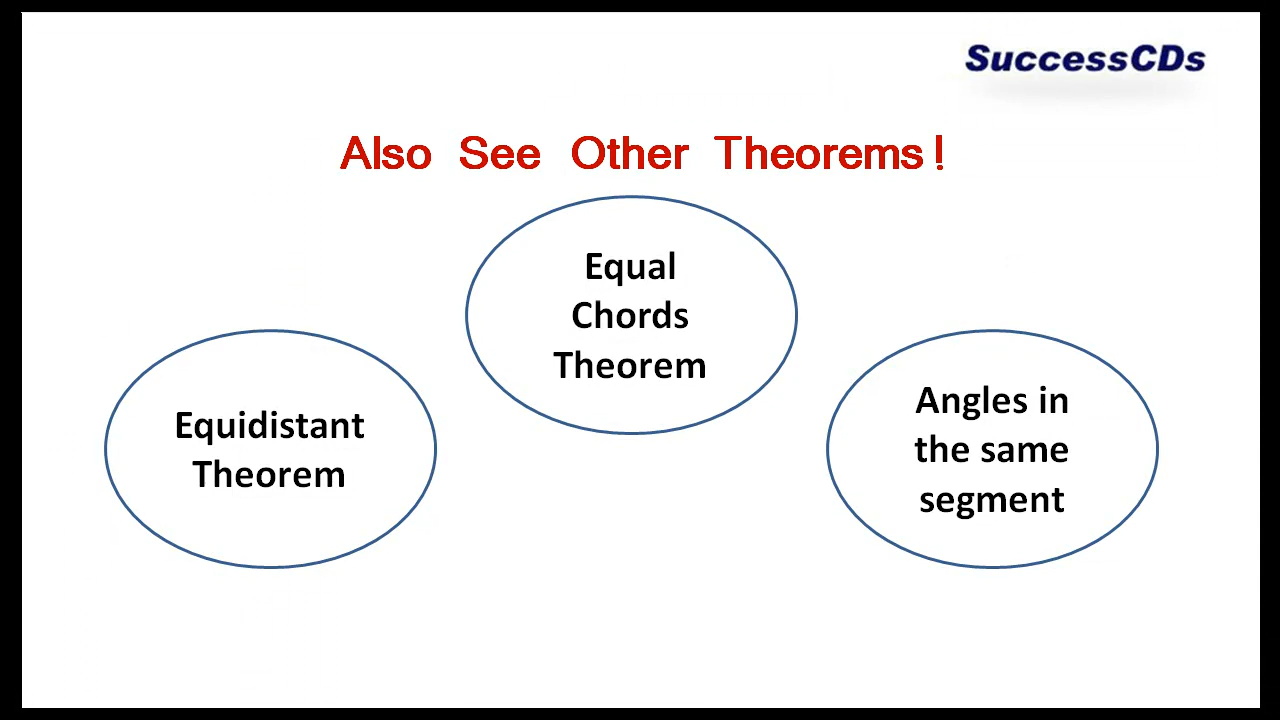 SuccessCDs
Also See Other Theorems!
Equal
Chords
Theorem
Equidistant
Theorem
Angles in
the same
segment